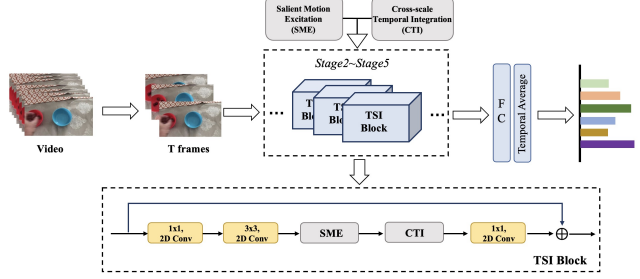 Salient Motion
Excitation
(SME)
Cross-scale
Temporal Integration
(CTI)
Stage2~Stage5
TSI
Block
Video
T frames
F
C
Temporal Average
1x1,
2D Conv
3x3,
2D Conv
SME
CTI
1x1,
2D Conv
TSI Block